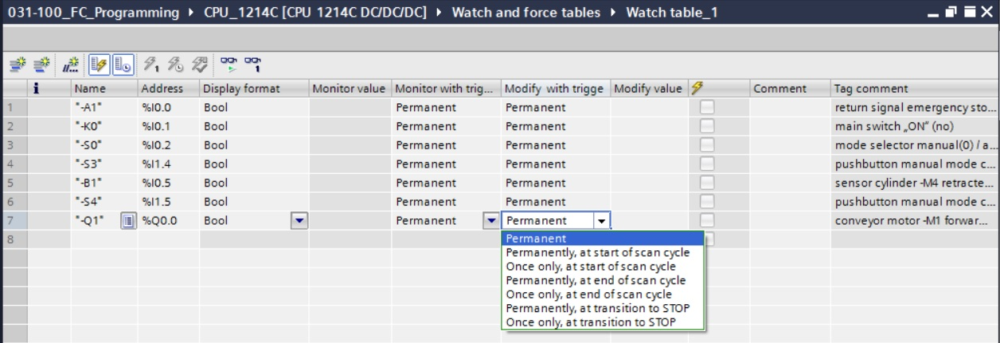 031-100_FC_Programming ▸ CPU_1214C [CPU 1214C DC/DC/DC] ▸ Watch and force tables ▸ Watch table_1
i Name Address Display format Monitor value Monitor with trig... Modify with trigge Modify value Comment Tag comment
1 "-A1" %I0.0 Bool Permanent Permanent return signal emergency sto...
2 "-K0" %I0.1 Bool Permanent Permanent main switch „ON" (no)
3 "-S0" %I0.2 Bool Permanent Permanent mode selector manual(0) / a...
4 "-S3" %I1.4 Bool Permanent Permanent pushbutton manual mode c...
5 "-B1" %I0.5 Bool Permanent Permanent sensor cylinder -M4 retracte...
6 "-S4" %I1.5 Bool Permanent Permanent pushbutton manual mode c...
7 "-Q1" %Q0.0 Bool Permanent Permanent conveyor motor -M1 forwar...
8
Permanent
Permanently, at start of scan cycle
Once only, at start of scan cycle
Permanently, at end of scan cycle
Once only, at end of scan cycle
Permanently, at transition to STOP
Once only, at transition to STOP